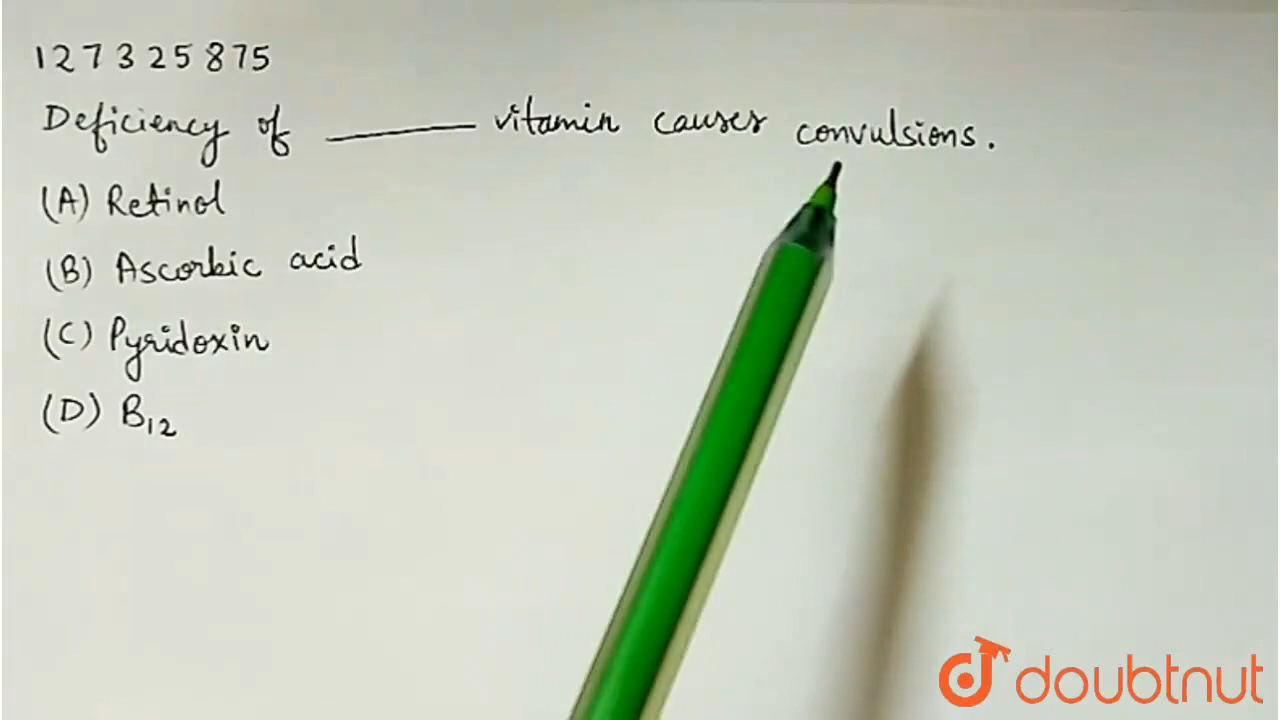 127325875
Deficiency of ______ vitamin causes convulsions.
(A) Retinol
(B) Ascorbic acid
(C) Pyridoxin
(D) B₁₂
doubtnut